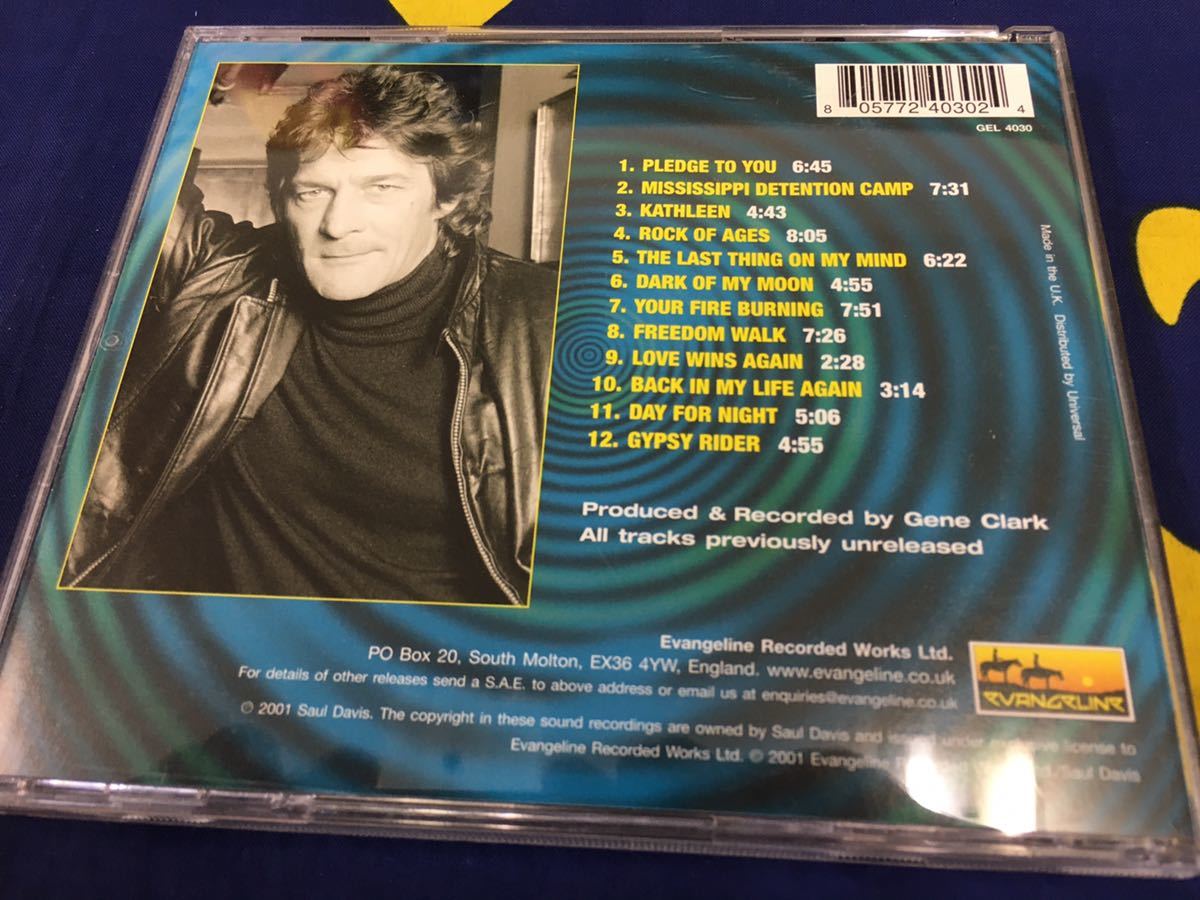 8 05772 40302 4
GEL 4030
1. PLEDGE TO YOU 6:45
2. MISSISSIPPI DETENTION CAMP 7:31
3. KATHLEEN 4:43
4. ROCK OF AGES 8:05
5. THE LAST THING ON MY MIND 6:22
6. DARK OF MY MOON 4:55
7. YOUR FIRE BURNING 7:51
8. FREEDOM WALK 7:26
9. LOVE WINS AGAIN 2:28
10. BACK IN MY LIFE AGAIN 3:14
11. DAY FOR NIGHT 5:06
12. GYPSY RIDER 4:55
Made in the U.K. Distributed by Universal
Produced & Recorded by Gene Clark
All tracks previously unreleased
Evangeline Recorded Works Ltd.
PO Box 20, South Molton, EX36 4YW, England. www.evangeline.co.uk
For details of other releases send a S.A.E. to above address or email us at enquiries@evangeline.co.uk
℗ 2001 Saul Davis. The copyright in these sound recordings are owned by Saul Davis and under license to
Evangeline Recorded Works Ltd. © 2001 Evangeline /Saul Davis
EVANGELINE